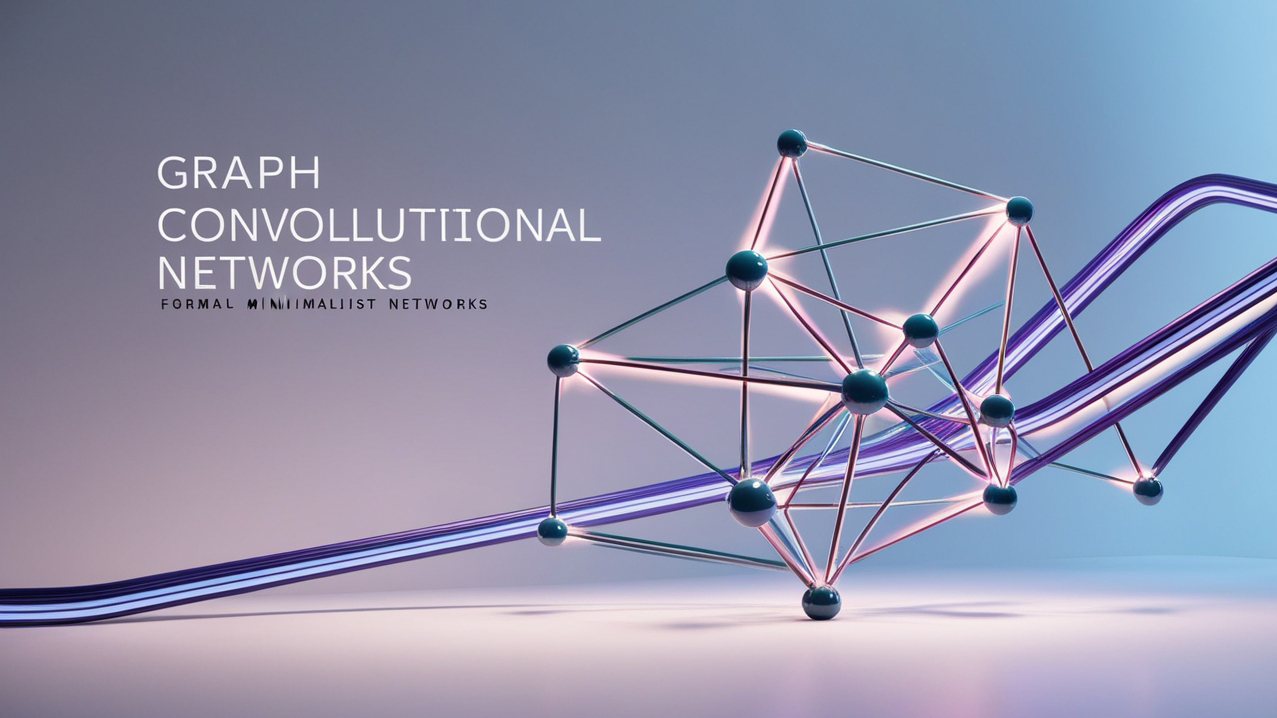 GRAPH
CONVOLLUTIIONAL
NETWORKS
FORMAL NETWORKS